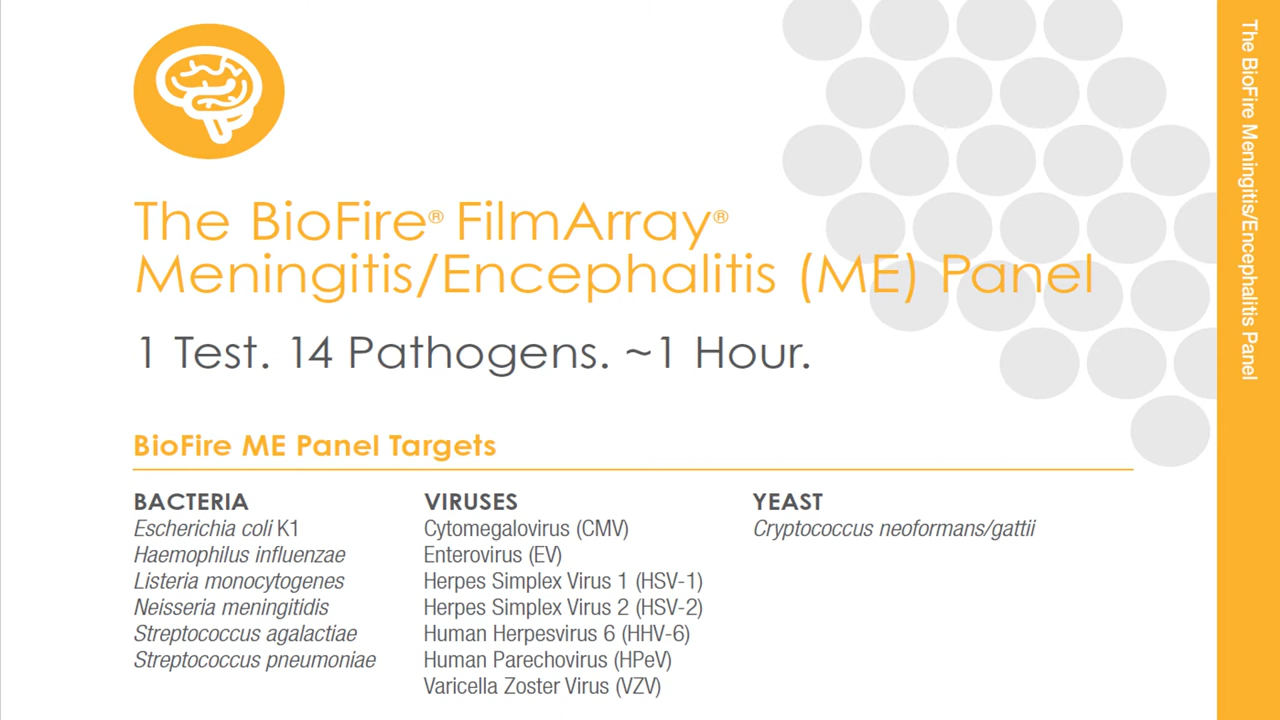 The BioFire® FilmArray®
Meningitis/Encephalitis (ME) Panel
1 Test. 14 Pathogens. ~1 Hour.
BioFire ME Panel Targets
BACTERIA
Escherichia coli K1
Haemophilus influenzae
Listeria monocytogenes
Neisseria meningitidis
Streptococcus agalactiae
Streptococcus pneumoniae
VIRUSES
Cytomegalovirus (CMV)
Enterovirus (EV)
Herpes Simplex Virus 1 (HSV-1)
Herpes Simplex Virus 2 (HSV-2)
Human Herpesvirus 6 (HHV-6)
Human Parechovirus (HPeV)
Varicella Zoster Virus (VZV)
YEAST
Cryptococcus neoformans/gattii
The BioFire Meningitis/Encephalitis Panel